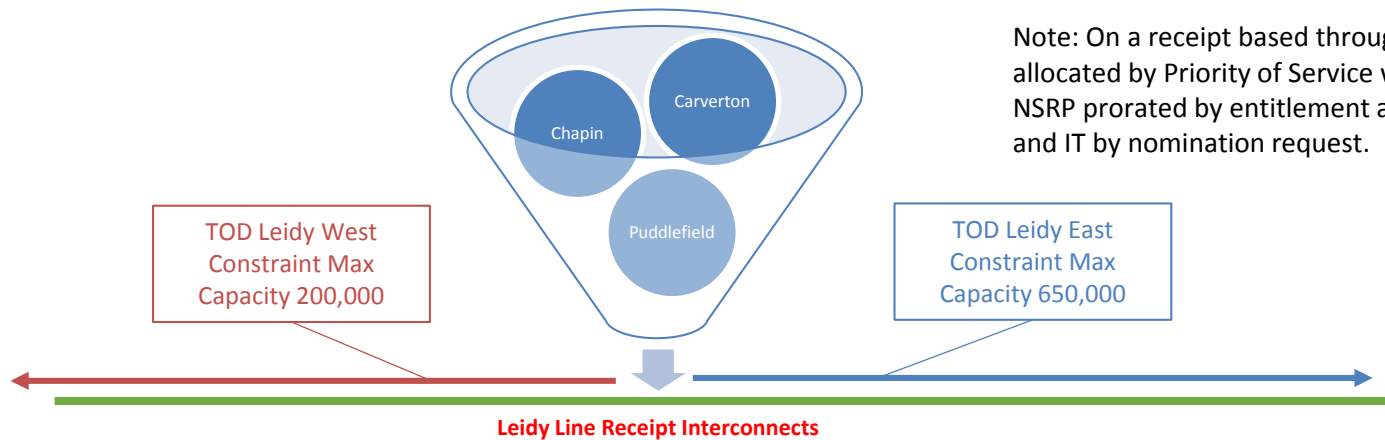 Note: On a receipt based
allocated by Priority of Service
NSRP prorated by entitlement
and IT by nomination request.
Carverton
Chapin
Puddlefield
TOD Leidy West
Constraint Max
Capacity 200,000
TOD Leidy East
Constraint Max
Capacity 650,000
Leidy Line Receipt Interconnects